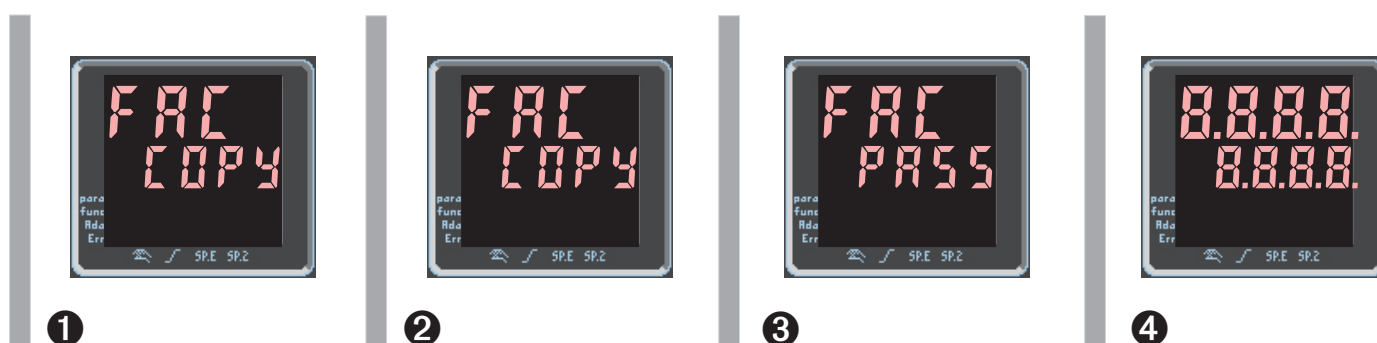 FAC
COPY
para
func
Ada
Err
SP.E SP.2
❶
FAC
COPY
para
func
Ada
Err
SP.E SP.2
❷
FAC
PASS
para
func
Ada
Err
SP.E SP.2
❸
8.8.8.8.
8.8.8.8.
para
func
Ada
Err
SP.E SP.2
❹